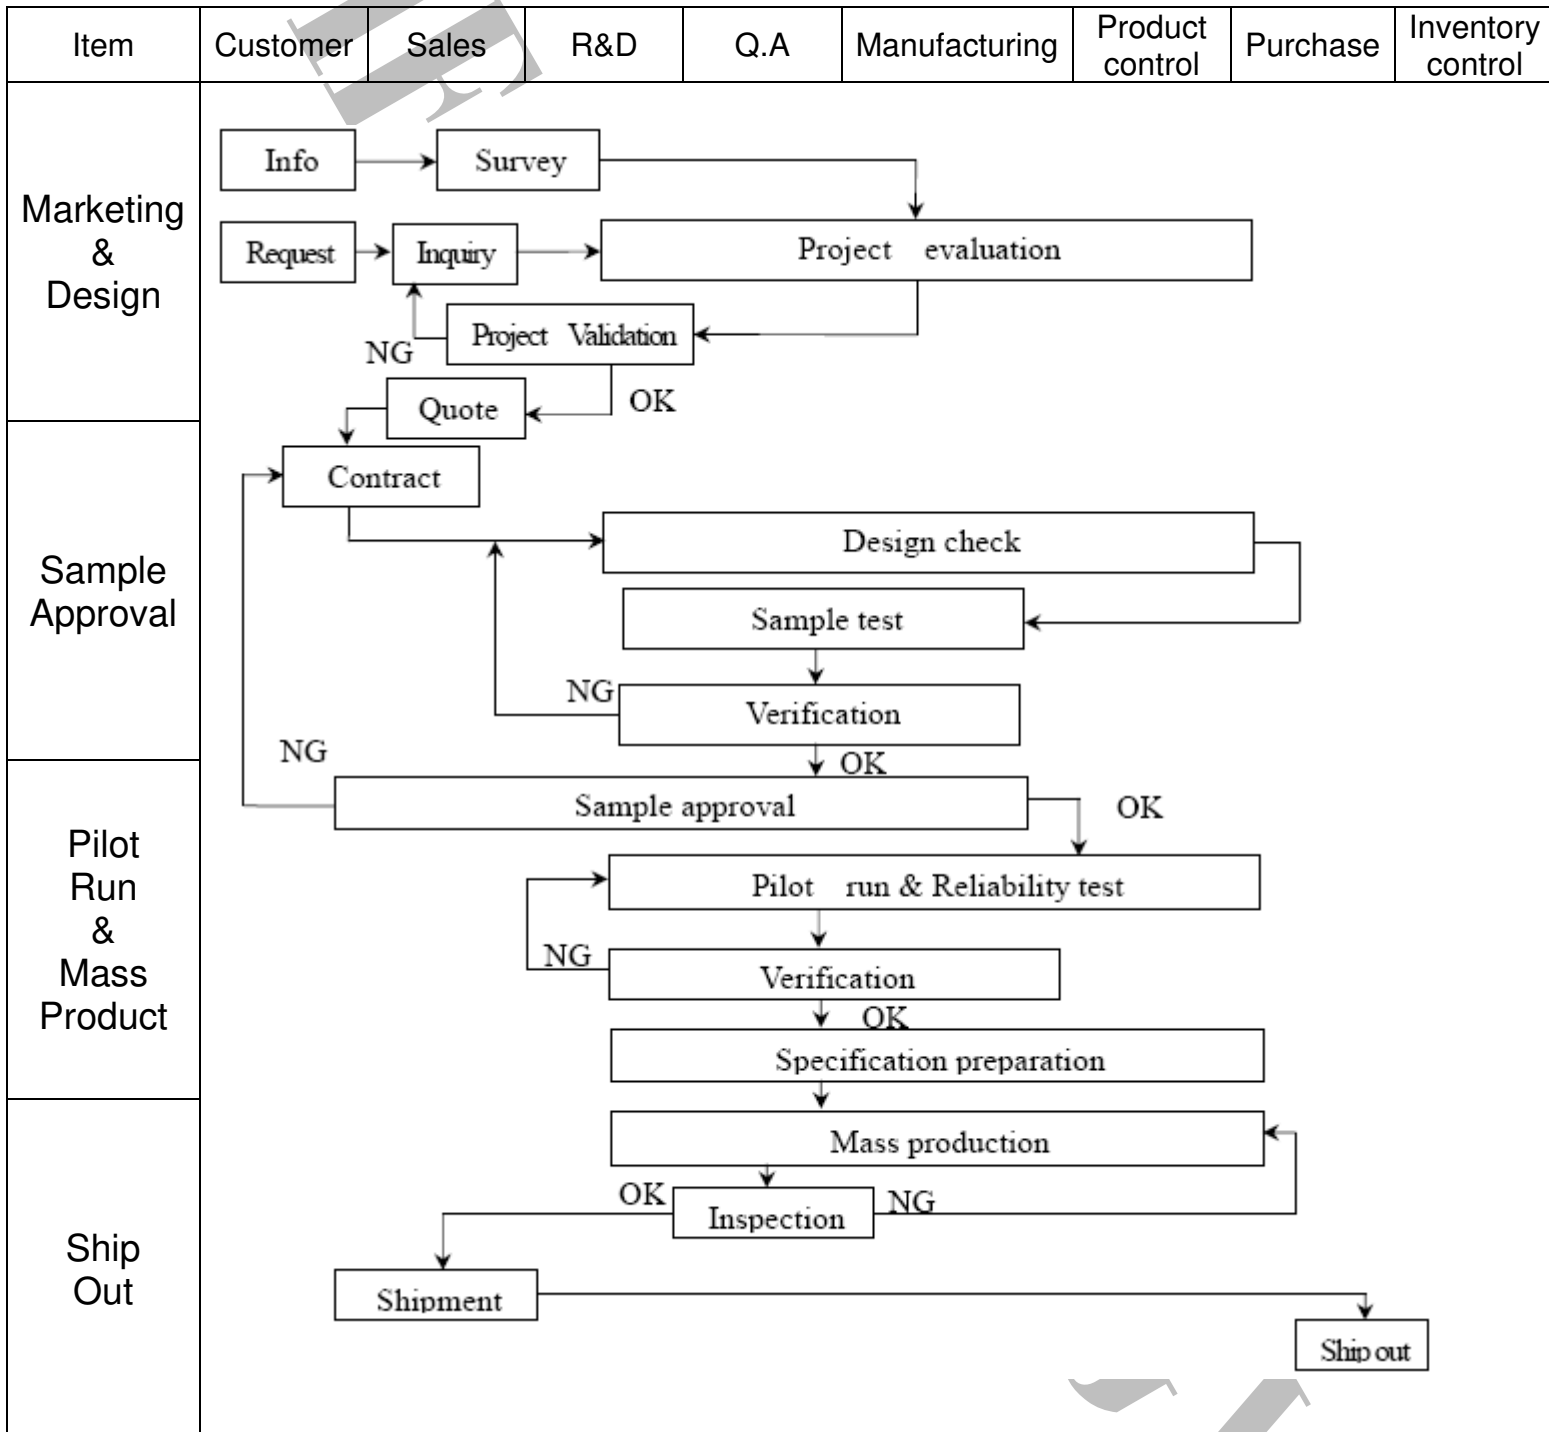 Item
Customer
Sales
R&D
Q.A
Manufacturing
Product
control
Purchase
Inventory
control
Marketing
&
Design
Info
Survey
Request
Inquiry
Project evaluation
Project Validation
NG
Quote
OK
Sample
Approval
Contract
Design check
Sample test
NG
Verification
NG
OK
Sample approval
OK
Pilot
Run
&
Mass
Product
Pilot run & Reliability test
NG
Verification
OK
Specification preparation
Ship
Out
Mass production
OK
Inspection
NG
Shipment
Ship out